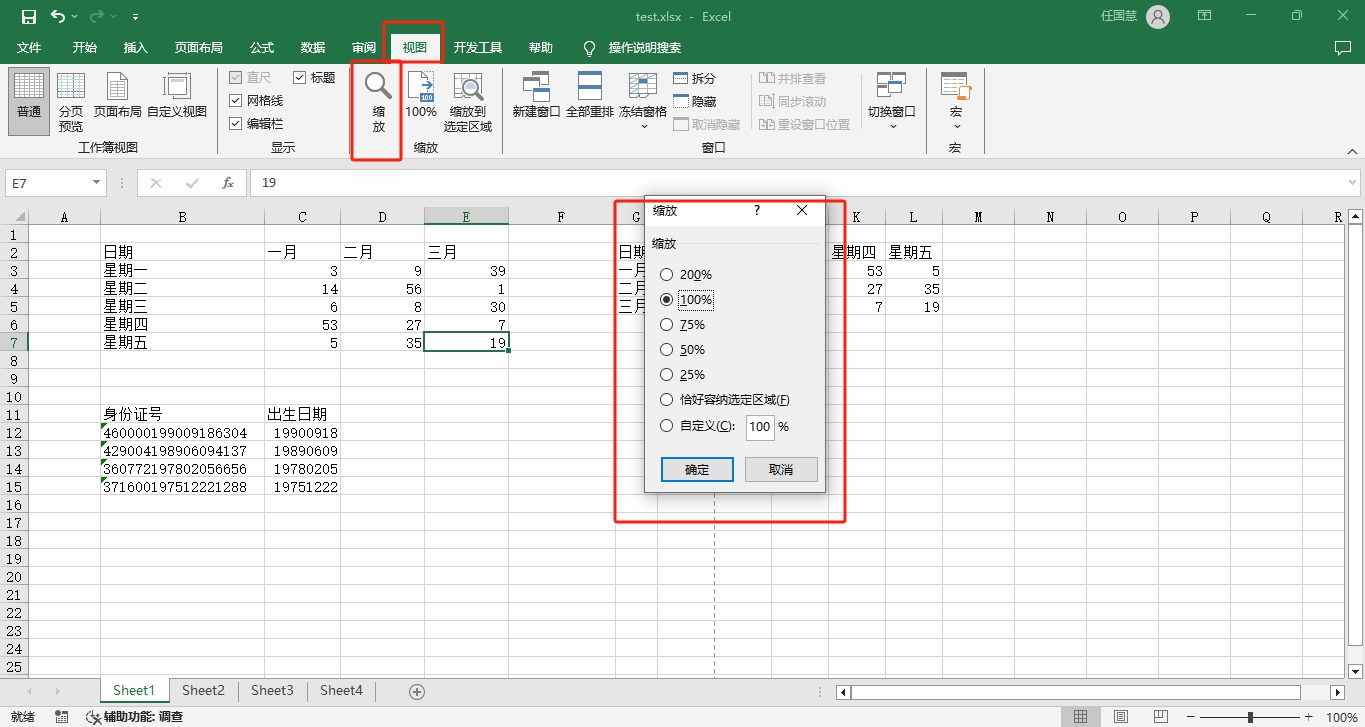 test.xlsx - Excel
任国慧
文件 开始 插入 页面布局 公式 数据 审阅 视图 开发工具 帮助 操作说明搜索
普通 分页预览 页面布局 自定义视图
工作簿视图
直尺 标题
网格线
编辑栏
显示
缩放 100% 缩放到选定区域
缩放
新建窗口 全部重排 冻结窗格
拆分
隐藏
取消隐藏
并排查看
同步滚动
重设窗口位置
切换窗口
窗口
宏
宏
E7 fx 19
A B C D E F G K L M N O P Q R
1
2 日期 一月 二月 三月 日期 星期四 星期五
3 星期一 3 9 39 一月 53 5
4 星期二 14 56 1 二月 27 35
5 星期三 6 8 30 三月 7 19
6 星期四 53 27 7
7 星期五 5 35 19
8
9
10
11 身份证号 出生日期
12 460000199009186304 19900918
13 429004198906094137 19890609
14 360772197802056656 19780205
15 371600197512221288 19751222
16
17
18
19
20
21
22
23
24
25
缩放 ?
缩放
200%
100%
75%
50%
25%
恰好容纳选定区域(F)
自定义(C): 100 %
确定 取消
Sheet1 Sheet2 Sheet3 Sheet4
就绪 辅助功能: 调查 100%